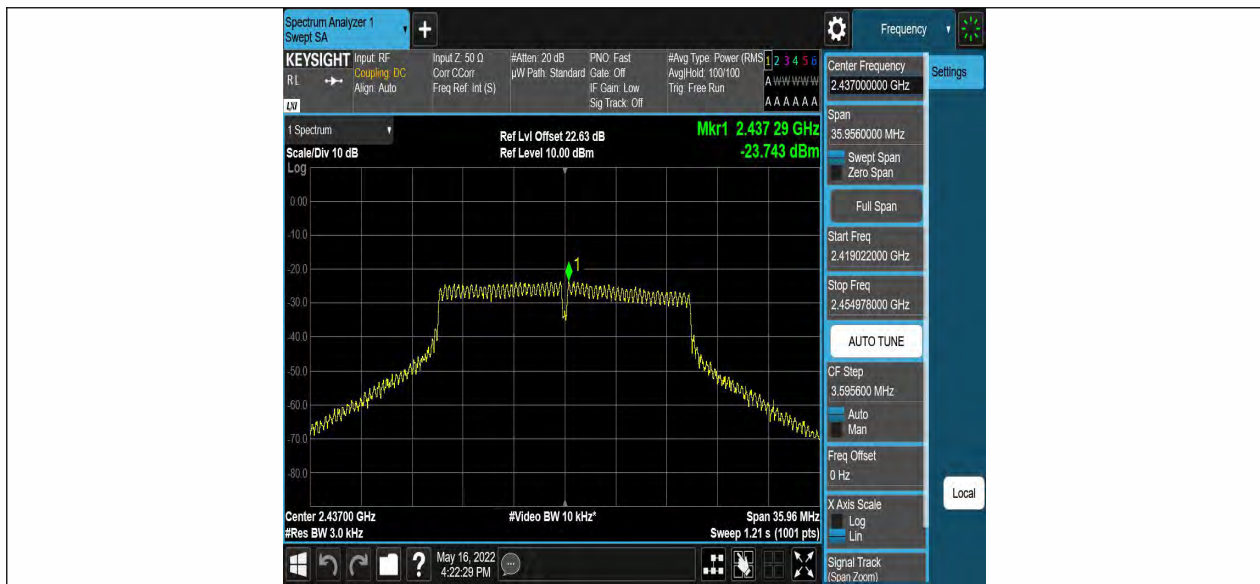 Spectrum Analyzer 1
Swept SA
+
Frequency
KEYSIGHT
RL
LXI
Input: RF
Coupling: DC
Align: Auto
Input Z: 50 Ω
Corr CCorr
Freq Ref: Int (S)
#Atten: 20 dB
µW Path: Standard
PNO: Fast
Gate: Off
IF Gain: Low
Sig Track: Off
#Avg Type: Power (RMS
Avg|Hold: 100/100
Trig: Free Run
1 2 3 4 5 6
A W W W W W
A A A A A A
1 Spectrum
Scale/Div 10 dB
Ref Lvl Offset 22.63 dB
Ref Level 10.00 dBm
Mkr1 2.437 29 GHz
-23.743 dBm
Log
0.00
-10.0
-20.0
-30.0
-40.0
-50.0
-60.0
-70.0
-80.0
1
Center 2.43700 GHz
#Res BW 3.0 kHz
#Video BW 10 kHz*
Span 35.96 MHz
Sweep 1.21 s (1001 pts)
?
May 16, 2022
4:22:29 PM
Center Frequency
2.437000000 GHz
Settings
Span
35.9560000 MHz
Swept Span
Zero Span
Full Span
Start Freq
2.419022000 GHz
Stop Freq
2.454978000 GHz
AUTO TUNE
CF Step
3.595600 MHz
Auto
Man
Freq Offset
0 Hz
X Axis Scale
Log
Lin
Signal Track
(Span Zoom)
Local